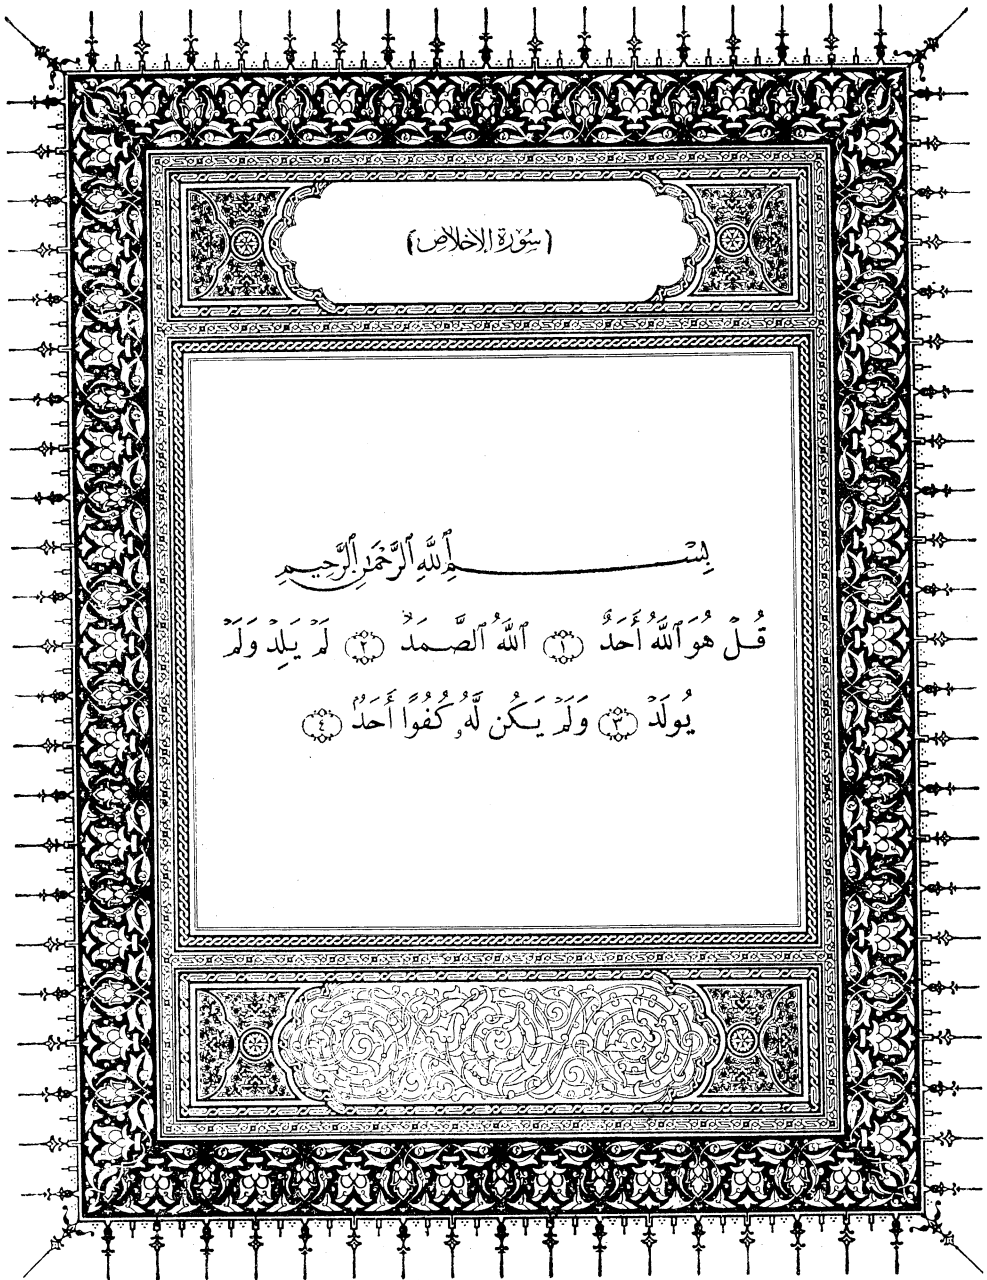 (سورة الإخلاص)
بِسْمِ ٱللَّهِ ٱلرَّحْمَٰنِ ٱلرَّحِيمِ
قُلْ هُوَ ٱللَّهُ أَحَدٌ ۝١ ٱللَّهُ ٱلصَّمَدُ ۝٢ لَمْ يَلِدْ وَلَمْ
يُولَدْ ۝٣ وَلَمْ يَكُن لَّهُۥ كُفُوًا أَحَدٌۢ ۝٤